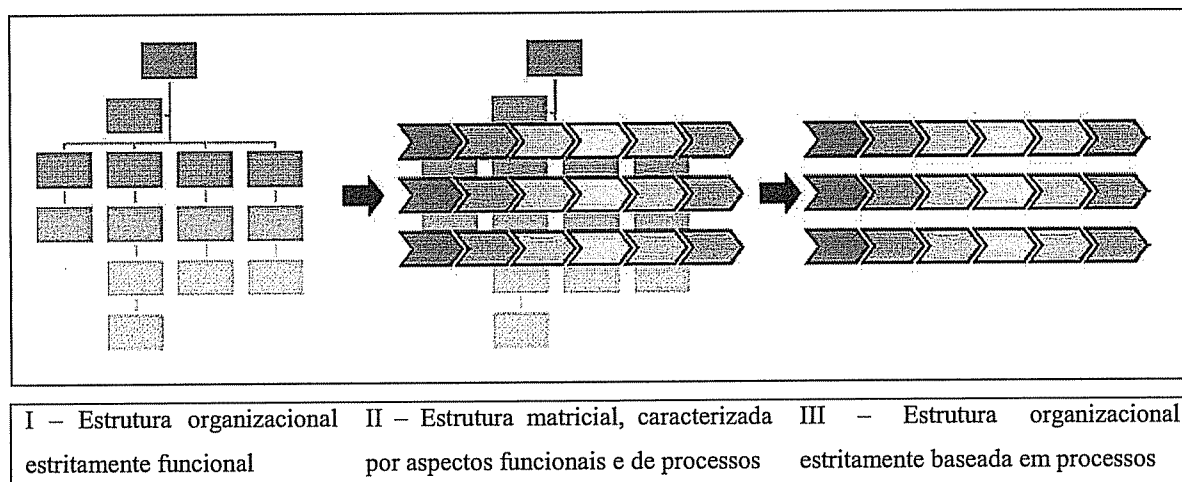 I – Estrutura organizacional
estritamente funcional
II – Estrutura matricial, caracterizada
por aspectos funcionais e de processos
III – Estrutura organizacional
estritamente baseada em processos